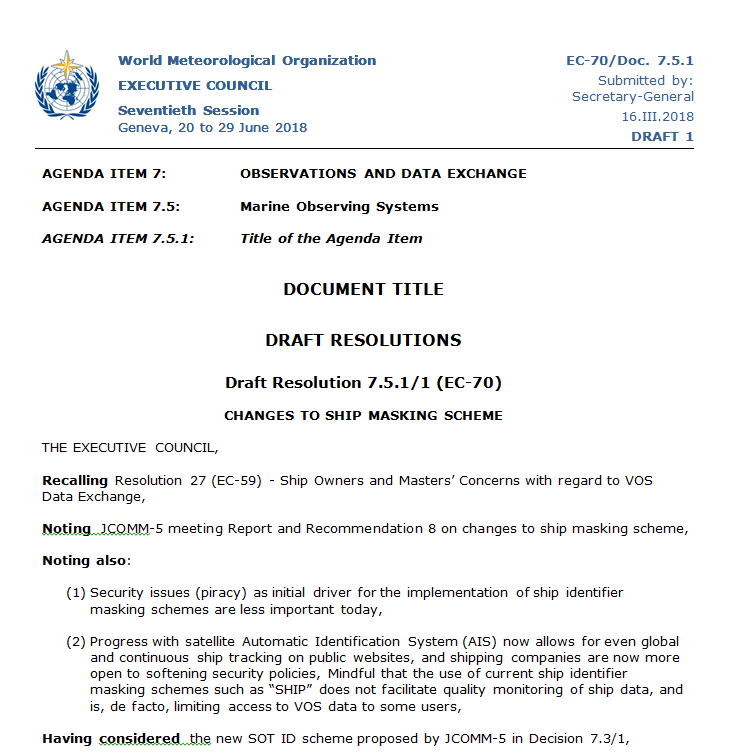 World Meteorological Organization
EXECUTIVE COUNCIL
Seventieth Session
Geneva, 20 to 29 June 2018
EC-70/Doc. 7.5.1
Submitted by:
Secretary-General
16.III.2018
DRAFT 1
AGENDA ITEM 7: OBSERVATIONS AND DATA EXCHANGE
AGENDA ITEM 7.5: Marine Observing Systems
AGENDA ITEM 7.5.1: Title of the Agenda Item
DOCUMENT TITLE
DRAFT RESOLUTIONS
Draft Resolution 7.5.1/1 (EC-70)
CHANGES TO SHIP MASKING SCHEME
THE EXECUTIVE COUNCIL,
Recalling Resolution 27 (EC-59) - Ship Owners and Masters’ Concerns with regard to VOS
Data Exchange,
Noting JCOMM-5 meeting Report and Recommendation 8 on changes to ship masking scheme,
Noting also:
(1) Security issues (piracy) as initial driver for the implementation of ship identifier
masking schemes are less important today,
(2) Progress with satellite Automatic Identification System (AIS) now allows for even global
and continuous ship tracking on public websites, and shipping companies are now more
open to softening security policies, Mindful that the use of current ship identifier
masking schemes such as “SHIP” does not facilitate quality monitoring of ship data, and
is, de facto, limiting access to VOS data to some users,
Having considered the new SOT ID scheme proposed by JCOMM-5 in Decision 7.3/1,